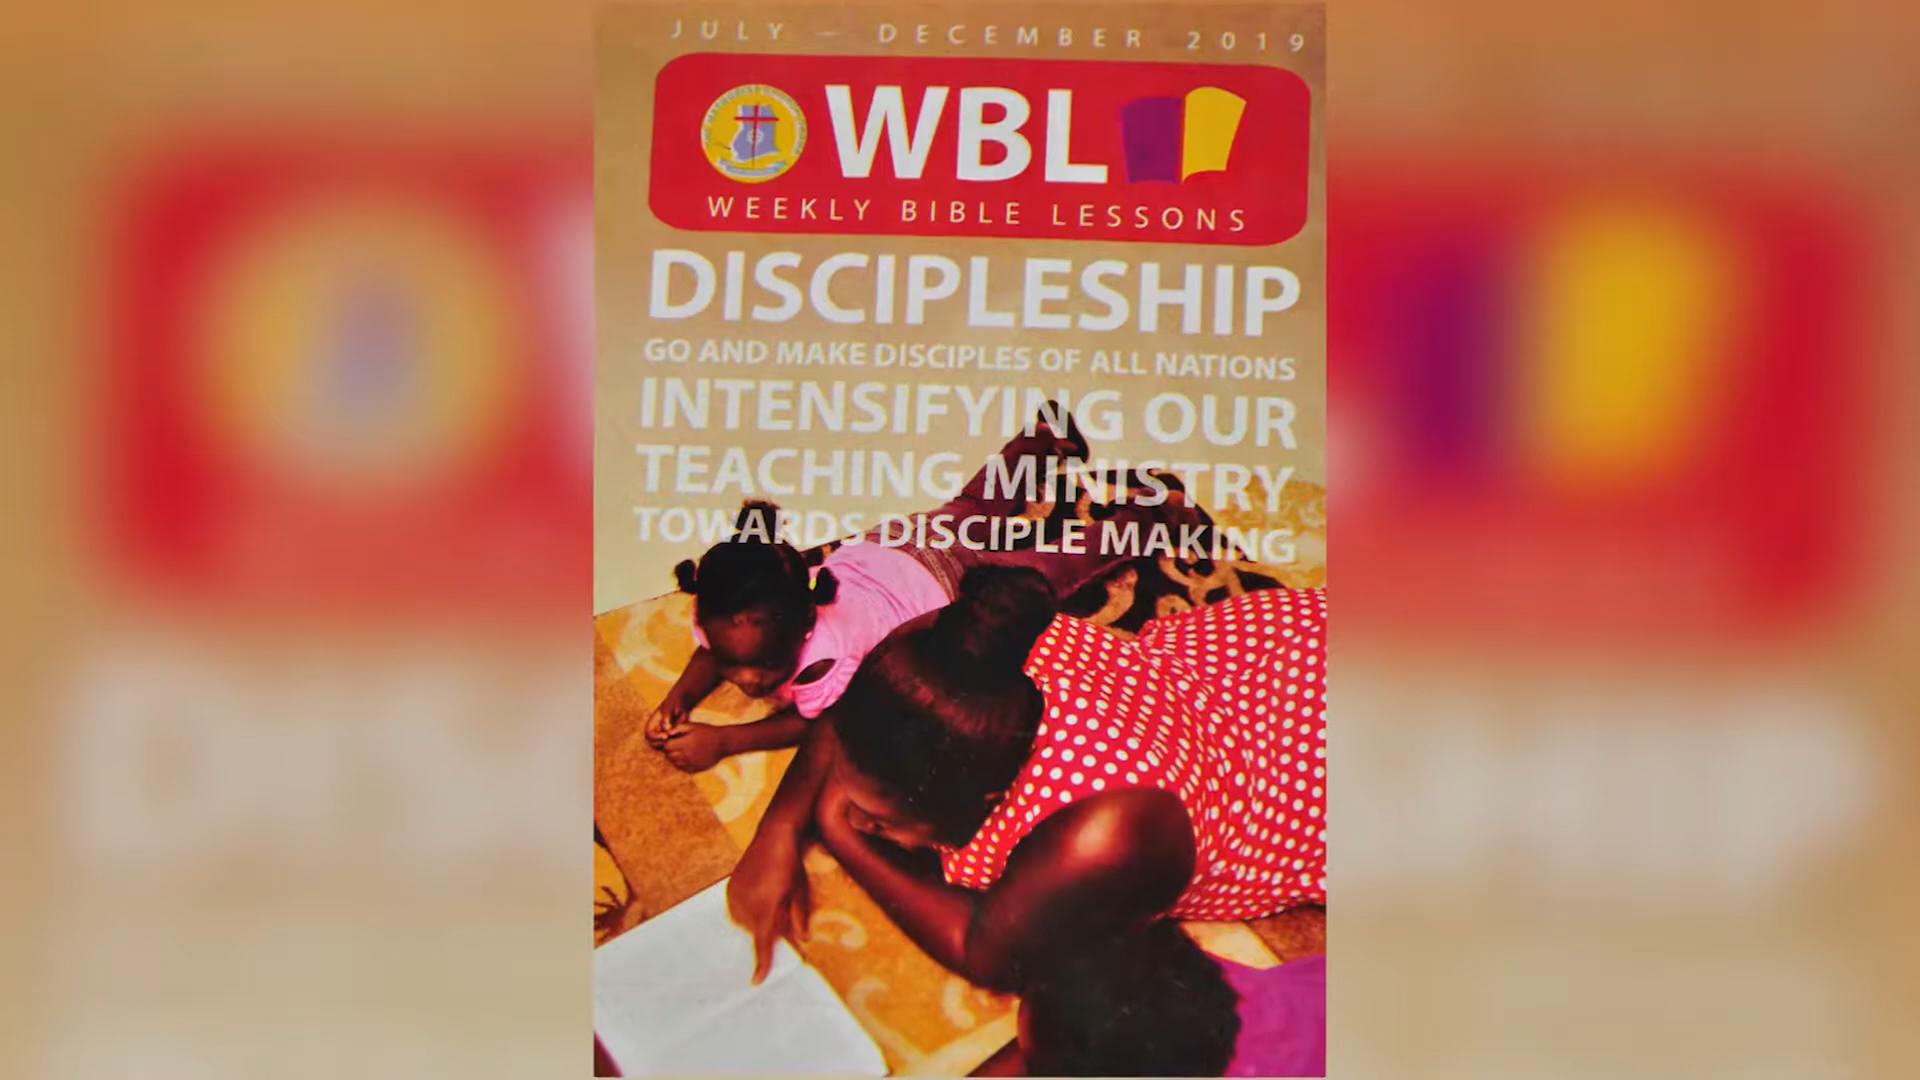 JULY – DECEMBER 2019
WBL
WEEKLY BIBLE LESSONS
DISCIPLESHIP
GO AND MAKE DISCIPLES OF ALL NATIONS
INTENSIFYING OUR
TEACHING MINISTRY
TOWARDS DISCIPLE MAKING